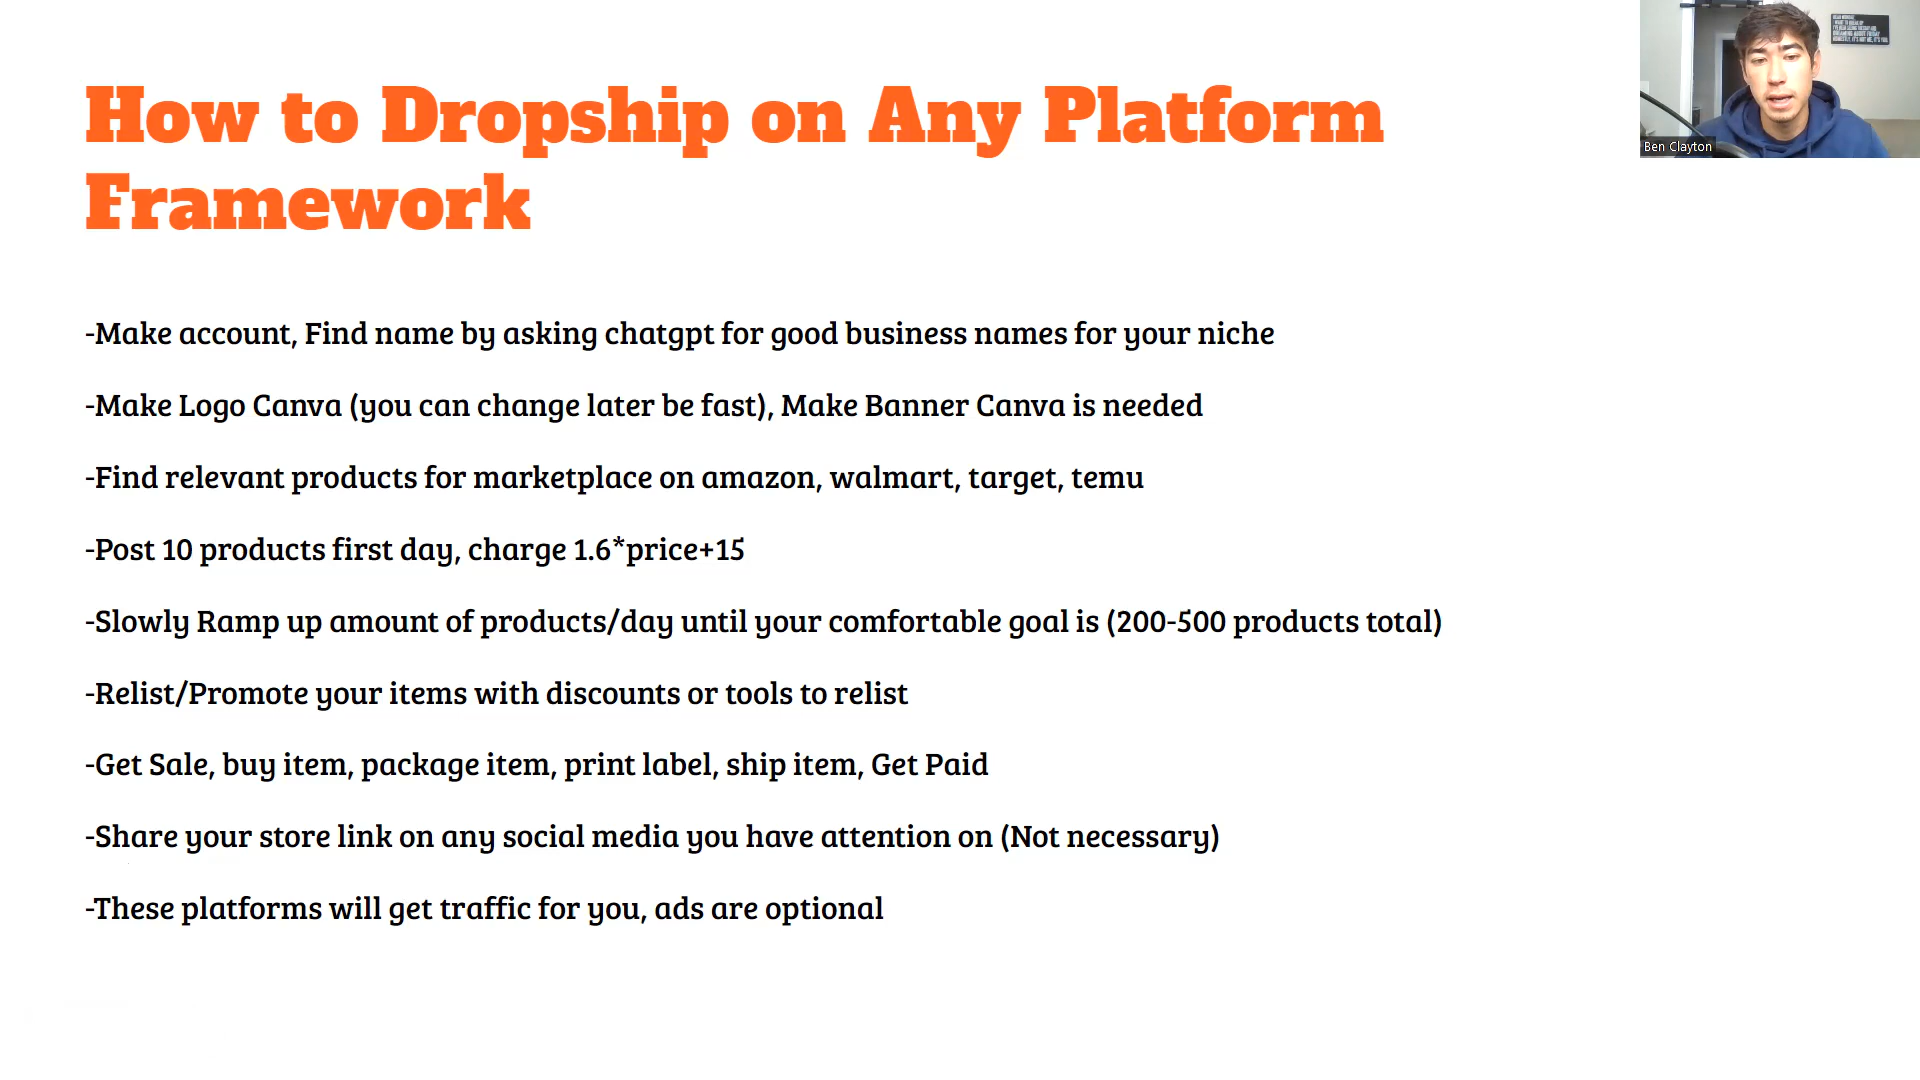 How to Dropship on Any Platform
Framework
-Make account, Find name by asking chatgpt for good business names for your niche
-Make Logo Canva (you can change later be fast), Make Banner Canva is needed
-Find relevant products for marketplace on amazon, walmart, target, temu
-Post 10 products first day, charge 1.6*price+15
-Slowly Ramp up amount of products/day until your comfortable goal is (200-500 products total)
-Relist/Promote your items with discounts or tools to relist
-Get Sale, buy item, package item, print label, ship item, Get Paid
-Share your store link on any social media you have attention on (Not necessary)
-These platforms will get traffic for you, ads are optional
Ben Clayton